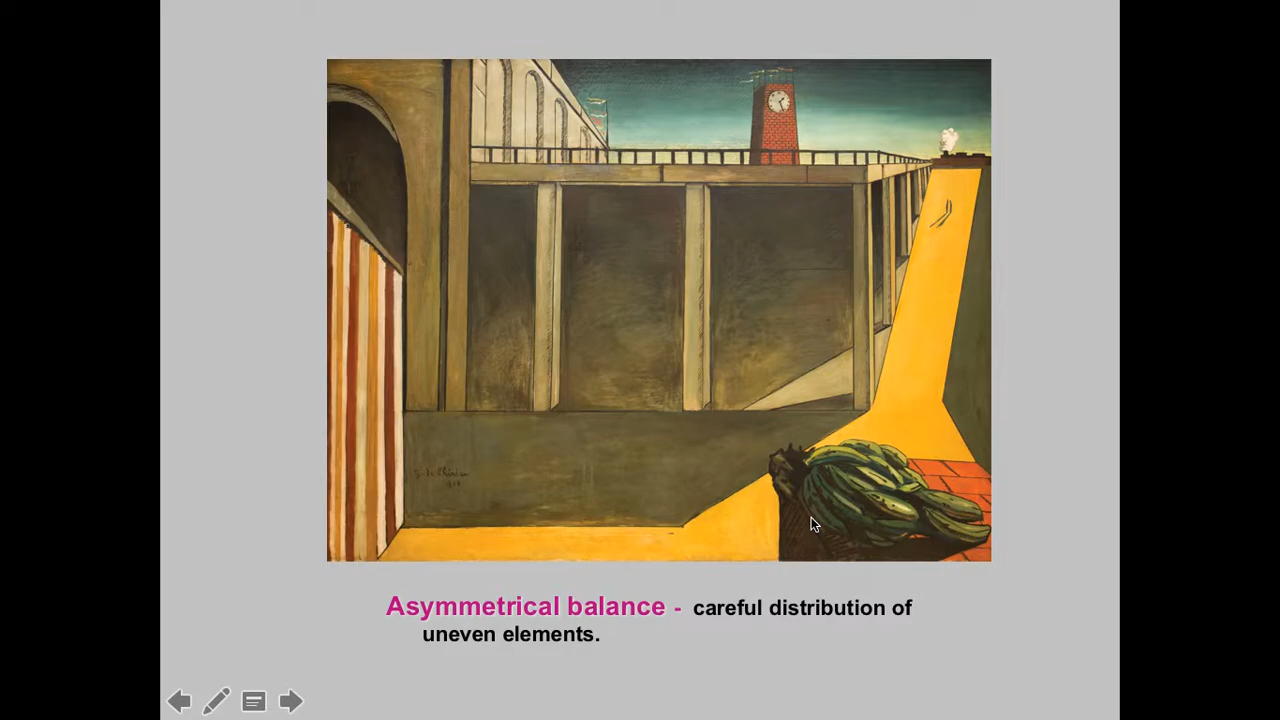 Asymmetrical balance - careful distribution of
uneven elements.